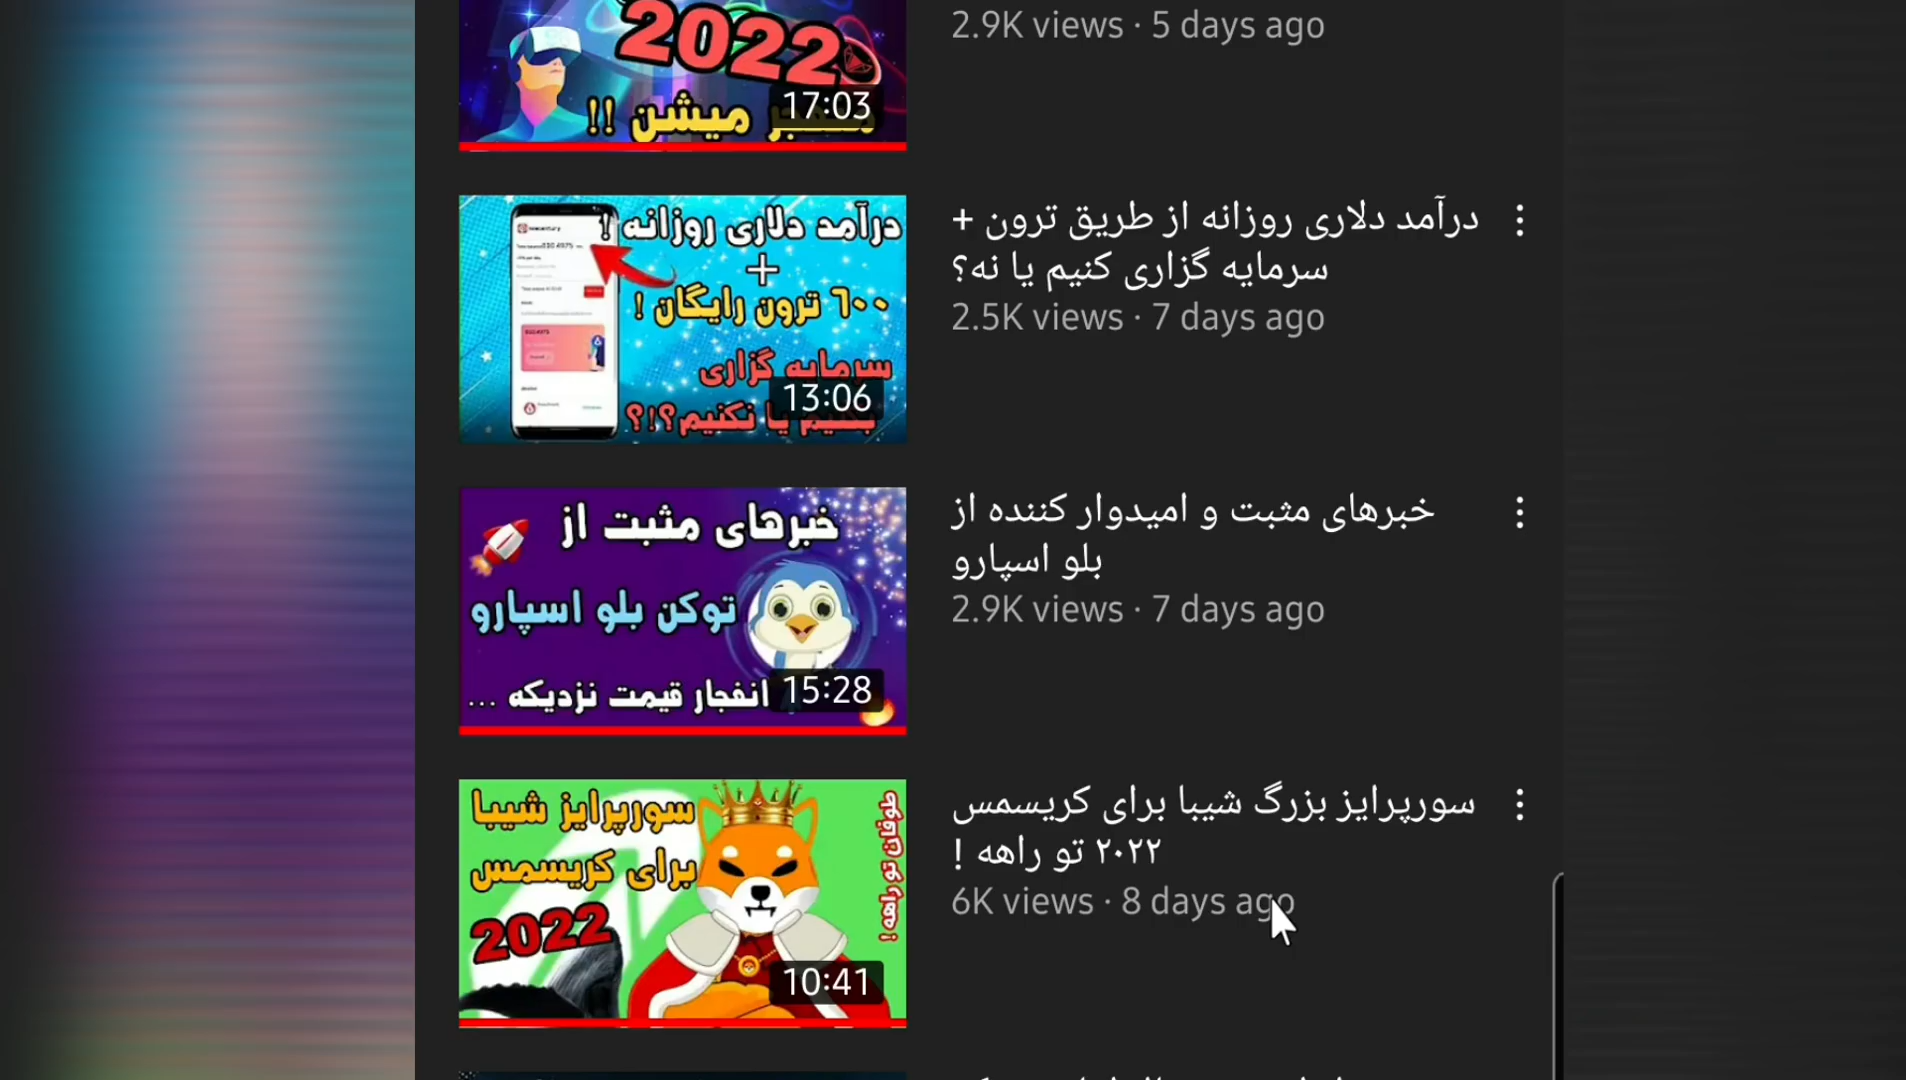 2022
میشن !!
17:03
2.9K views · 5 days ago
درآمد دلاری روزانه !
+
٦٠٠ ترون رایگان !
سرمایه گزاری
بکنیم یا نکنیم؟!؟
13:06
درآمد دلاری روزانه از طریق ترون +
سرمایه گزاری کنیم یا نه؟
2.5K views · 7 days ago
خبرهای مثبت از
توکن بلو اسپارو
انفجار قیمت نزدیکه ...
15:28
خبرهای مثبت و امیدوار کننده از
بلو اسپارو
2.9K views · 7 days ago
سورپرایز شیبا
برای کریسمس
2022
طوفان تو راهه !
10:41
سورپرایز بزرگ شیبا برای کریسمس
۲۰۲۲ تو راهه !
6K views · 8 days ago